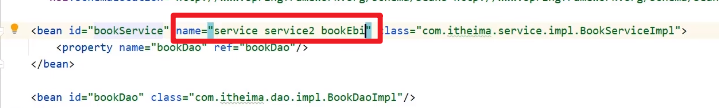 <bean id="bookService" name="service service2 bookEbi" class="com.itheima.service.impl.BookServiceImpl">
<property name="bookDao" ref="bookDao"/>
</bean>
<bean id="bookDao" class="com.itheima.dao.impl.BookDaoImpl"/>